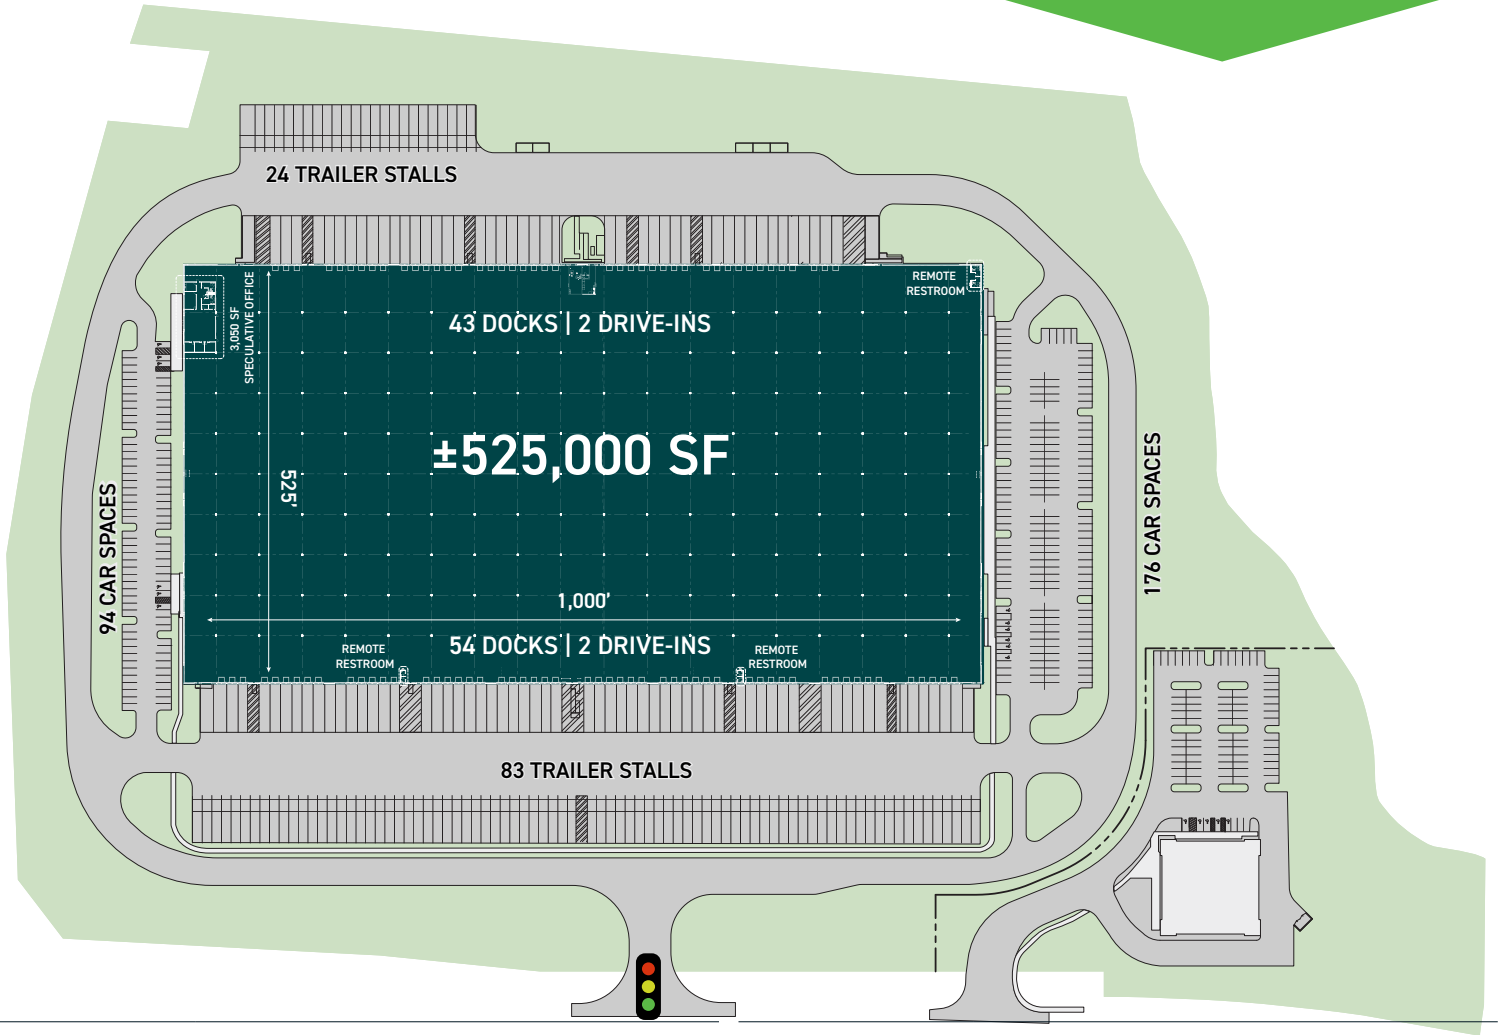 24 TRAILER STALLS
REMOTE
RESTROOM
3,050 SF
SPECULATIVE OFFICE
43 DOCKS | 2 DRIVE-INS
±525,000 SF
525'
94 CAR SPACES
176 CAR SPACES
1,000'
54 DOCKS | 2 DRIVE-INS
REMOTE
RESTROOM
REMOTE
RESTROOM
83 TRAILER STALLS